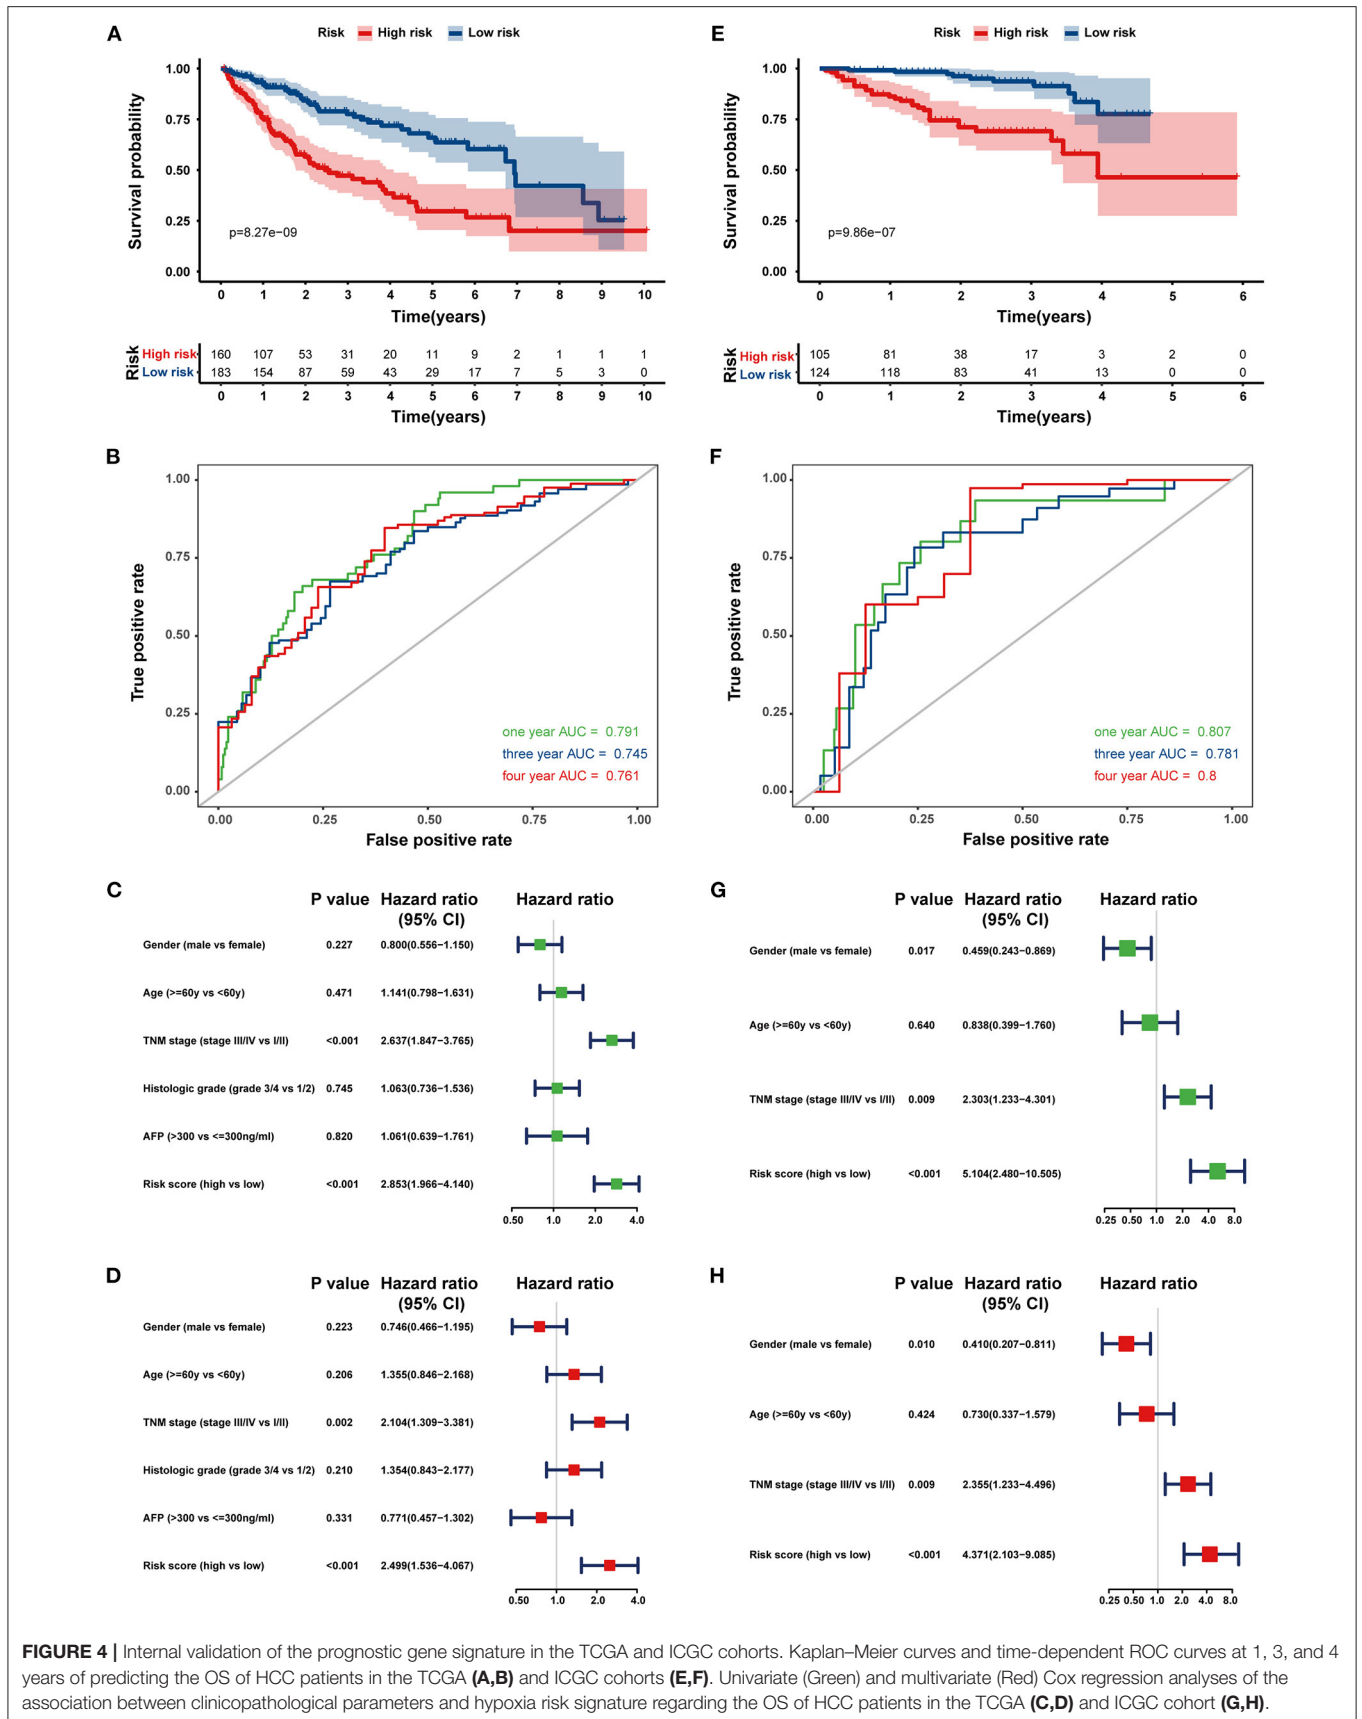 A
Risk High risk Low risk
Survival probability
1.00
0.75
0.50
0.25
0.00
p=8.27e−09
0 1 2 3 4 5 6 7 8 9 10
Time(years)
Risk
High risk 160 107 53 31 20 11 9 2 1 1 1
Low risk 183 154 87 59 43 29 17 7 5 3 0
0 1 2 3 4 5 6 7 8 9 10
Time(years)
E
Risk High risk Low risk
Survival probability
1.00
0.75
0.50
0.25
0.00
p=9.86e−07
0 1 2 3 4 5 6
Time(years)
Risk
High risk 105 81 38 17 3 2 0
Low risk 124 118 83 41 13 0 0
0 1 2 3 4 5 6
Time(years)
B
True positive rate
1.00
0.75
0.50
0.25
0.00
one year AUC = 0.791
three year AUC = 0.745
four year AUC = 0.761
0.00 0.25 0.50 0.75 1.00
False positive rate
F
True positive rate
1.00
0.75
0.50
0.25
0.00
one year AUC = 0.807
three year AUC = 0.781
four year AUC = 0.8
0.00 0.25 0.50 0.75 1.00
False positive rate
C
P value Hazard ratio Hazard ratio
(95% CI)
Gender (male vs female) 0.227 0.800(0.556−1.150)
Age (>=60y vs <60y) 0.471 1.141(0.798−1.631)
TNM stage (stage III/IV vs I/II) <0.001 2.637(1.847−3.765)
Histologic grade (grade 3/4 vs 1/2) 0.745 1.063(0.736−1.536)
AFP (>300 vs <=300ng/ml) 0.820 1.061(0.639−1.761)
Risk score (high vs low) <0.001 2.853(1.966−4.140)
0.50 1.0 2.0 4.0
G
P value Hazard ratio Hazard ratio
(95% CI)
Gender (male vs female) 0.017 0.459(0.243−0.869)
Age (>=60y vs <60y) 0.640 0.838(0.399−1.760)
TNM stage (stage III/IV vs I/II) 0.009 2.303(1.233−4.301)
Risk score (high vs low) <0.001 5.104(2.480−10.505)
0.25 0.50 1.0 2.0 4.0 8.0
D
P value Hazard ratio Hazard ratio
(95% CI)
Gender (male vs female) 0.223 0.746(0.466−1.195)
Age (>=60y vs <60y) 0.206 1.355(0.846−2.168)
TNM stage (stage III/IV vs I/II) 0.002 2.104(1.309−3.381)
Histologic grade (grade 3/4 vs 1/2) 0.210 1.354(0.843−2.177)
AFP (>300 vs <=300ng/ml) 0.331 0.771(0.457−1.302)
Risk score (high vs low) <0.001 2.499(1.536−4.067)
0.50 1.0 2.0 4.0
H
P value Hazard ratio Hazard ratio
(95% CI)
Gender (male vs female) 0.010 0.410(0.207−0.811)
Age (>=60y vs <60y) 0.424 0.730(0.337−1.579)
TNM stage (stage III/IV vs I/II) 0.009 2.355(1.233−4.496)
Risk score (high vs low) <0.001 4.371(2.103−9.085)
0.25 0.50 1.0 2.0 4.0 8.0
FIGURE 4 | Internal validation of the prognostic gene signature in the TCGA and ICGC cohorts. Kaplan–Meier curves and time-dependent ROC curves at 1, 3, and 4
years of predicting the OS of HCC patients in the TCGA (A,B) and ICGC cohorts (E,F). Univariate (Green) and multivariate (Red) Cox regression analyses of the
association between clinicopathological parameters and hypoxia risk signature regarding the OS of HCC patients in the TCGA (C,D) and ICGC cohort (G,H).